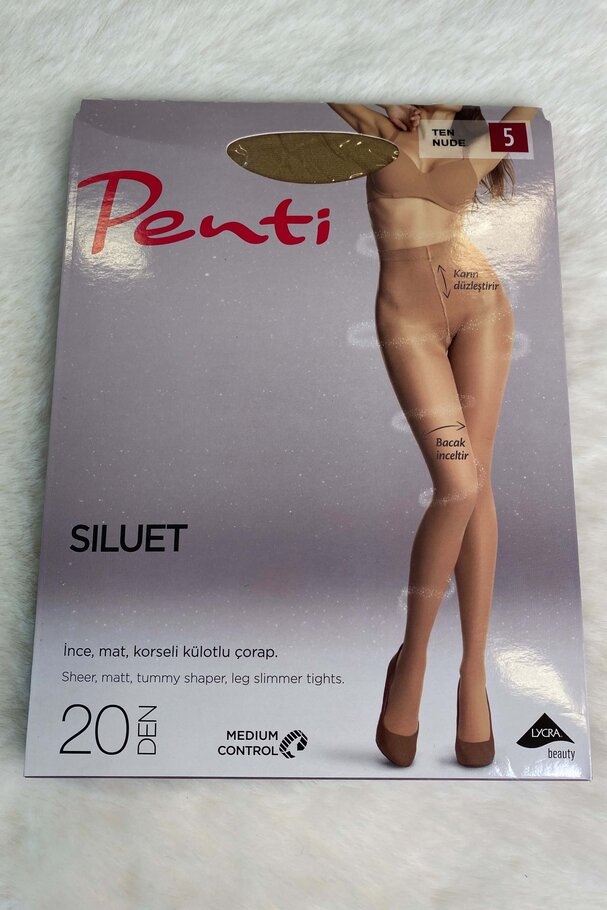 TEN
NUDE
5
Penti
Karın
düzleştirir
Bacak
inceltir
SILUET
İnce, mat, korseli külotlu çorap.
Sheer, matt, tummy shaper, leg slimmer tights.
20 DEN
MEDIUM
CONTROL
LYCRA
beauty